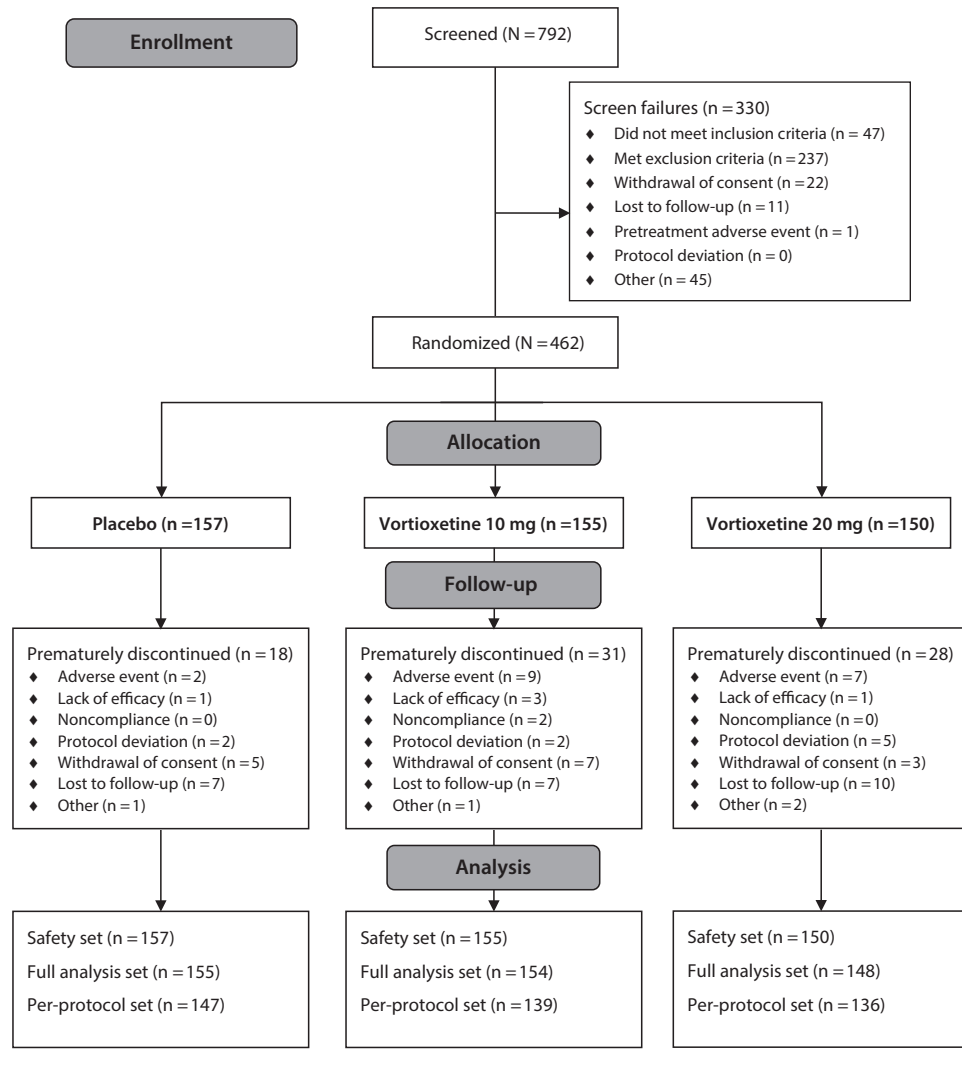 Enrollment
Screened (N = 792)
Screen failures (n = 330)
♦ Did not meet inclusion criteria (n = 47)
♦ Met exclusion criteria (n = 237)
♦ Withdrawal of consent (n = 22)
♦ Lost to follow-up (n = 11)
♦ Pretreatment adverse event (n = 1)
♦ Protocol deviation (n = 0)
♦ Other (n = 45)
Randomized (N = 462)
Allocation
Placebo (n = 157)
Vortioxetine 10 mg (n = 155)
Vortioxetine 20 mg (n = 150)
Follow-up
Prematurely discontinued (n = 18)
♦ Adverse event (n = 2)
♦ Lack of efficacy (n = 1)
♦ Noncompliance (n = 0)
♦ Protocol deviation (n = 2)
♦ Withdrawal of consent (n = 5)
♦ Lost to follow-up (n = 7)
♦ Other (n = 1)
Prematurely discontinued (n = 31)
♦ Adverse event (n = 9)
♦ Lack of efficacy (n = 3)
♦ Noncompliance (n = 2)
♦ Protocol deviation (n = 2)
♦ Withdrawal of consent (n = 7)
♦ Lost to follow-up (n = 7)
♦ Other (n = 1)
Prematurely discontinued (n = 28)
♦ Adverse event (n = 7)
♦ Lack of efficacy (n = 1)
♦ Noncompliance (n = 0)
♦ Protocol deviation (n = 5)
♦ Withdrawal of consent (n = 3)
♦ Lost to follow-up (n = 10)
♦ Other (n = 2)
Analysis
Safety set (n = 157)
Full analysis set (n = 155)
Per-protocol set (n = 147)
Safety set (n = 155)
Full analysis set (n = 154)
Per-protocol set (n = 139)
Safety set (n = 150)
Full analysis set (n = 148)
Per-protocol set (n = 136)